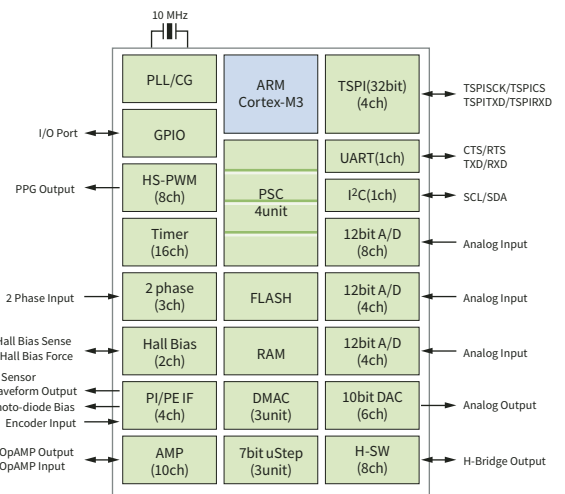 10 MHz
PLL/CG
ARM
Cortex-M3
TSPI(32bit)
(4ch)
TSPISCK/TSPICS
TSPITXD/TSPIRXD
I/O Port
GPIO
UART(1ch)
CTS/RTS
TXD/RXD
PPG Output
HS-PWM
(8ch)
PSC
4unit
I²C(1ch)
SCL/SDA
Timer
(16ch)
12bit A/D
(8ch)
Analog Input
2 Phase Input
2 phase
(3ch)
FLASH
12bit A/D
(4ch)
Analog Input
Hall Bias Sense
Hall Bias Force
Hall Bias
(2ch)
RAM
12bit A/D
(4ch)
Analog Input
Sensor
Output
Bias
Encoder Input
PI/PE IF
(4ch)
DMAC
(3unit)
10bit DAC
(6ch)
Analog Output
OpAMP Output
OpAMP Input
AMP
(10ch)
7bit uStep
(3unit)
H-SW
(8ch)
H-Bridge Output